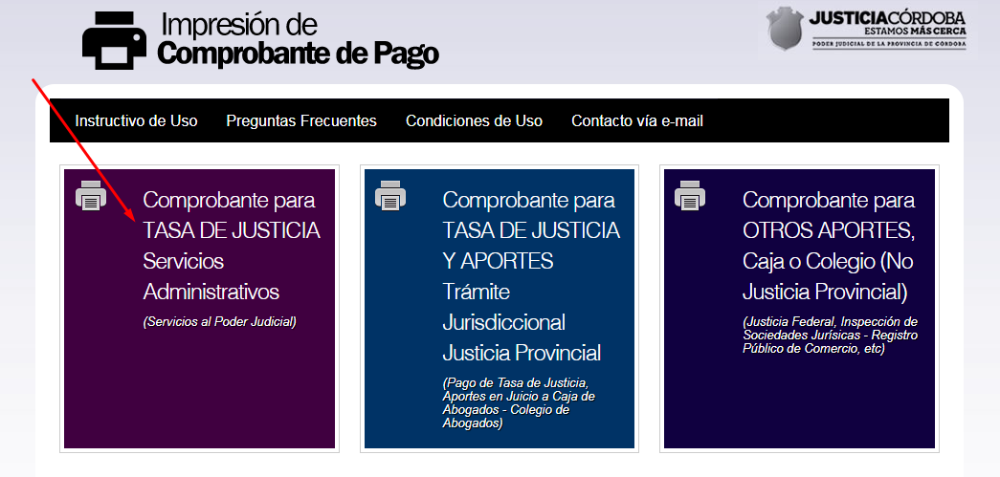 Impresión de
Comprobante de Pago
JUSTICIACÓRDOBA
ESTAMOS MÁS CERCA
PODER JUDICIAL DE LA PROVINCIA DE CÓRDOBA
Instructivo de Uso Preguntas Frecuentes Condiciones de Uso Contacto vía e-mail
Comprobante para
TASA DE JUSTICIA
Servicios
Administrativos
(Servicios al Poder Judicial)
Comprobante para
TASA DE JUSTICIA
Y APORTES
Trámite
Jurisdiccional
Justicia Provincial
(Pago de Tasa de Justicia,
Aportes en Juicio a Caja de
Abogados - Colegio de
Abogados)
Comprobante para
OTROS APORTES,
Caja o Colegio (No
Justicia Provincial)
(Justicia Federal, Inspección de
Sociedades Jurísicas - Registro
Público de Comercio, etc)